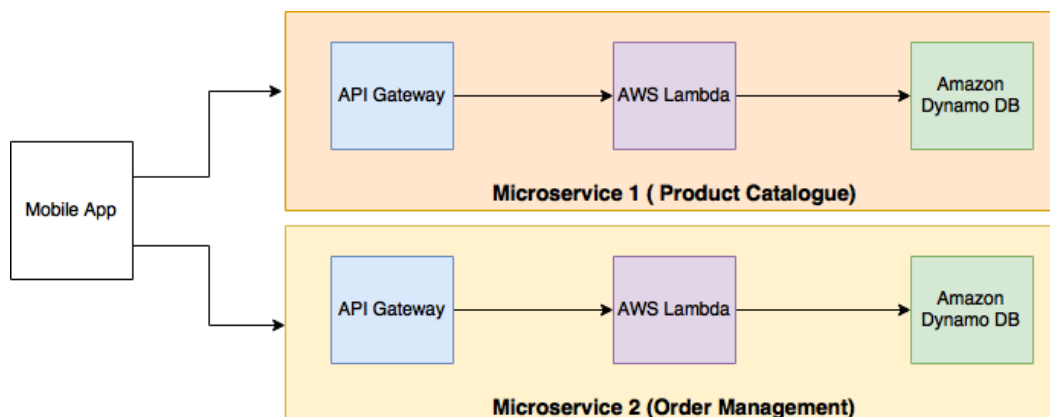 Mobile App
API Gateway
AWS Lambda
Amazon
Dynamo DB
Microservice 1 ( Product Catalogue)
API Gateway
AWS Lambda
Amazon
Dynamo DB
Microservice 2 (Order Management)